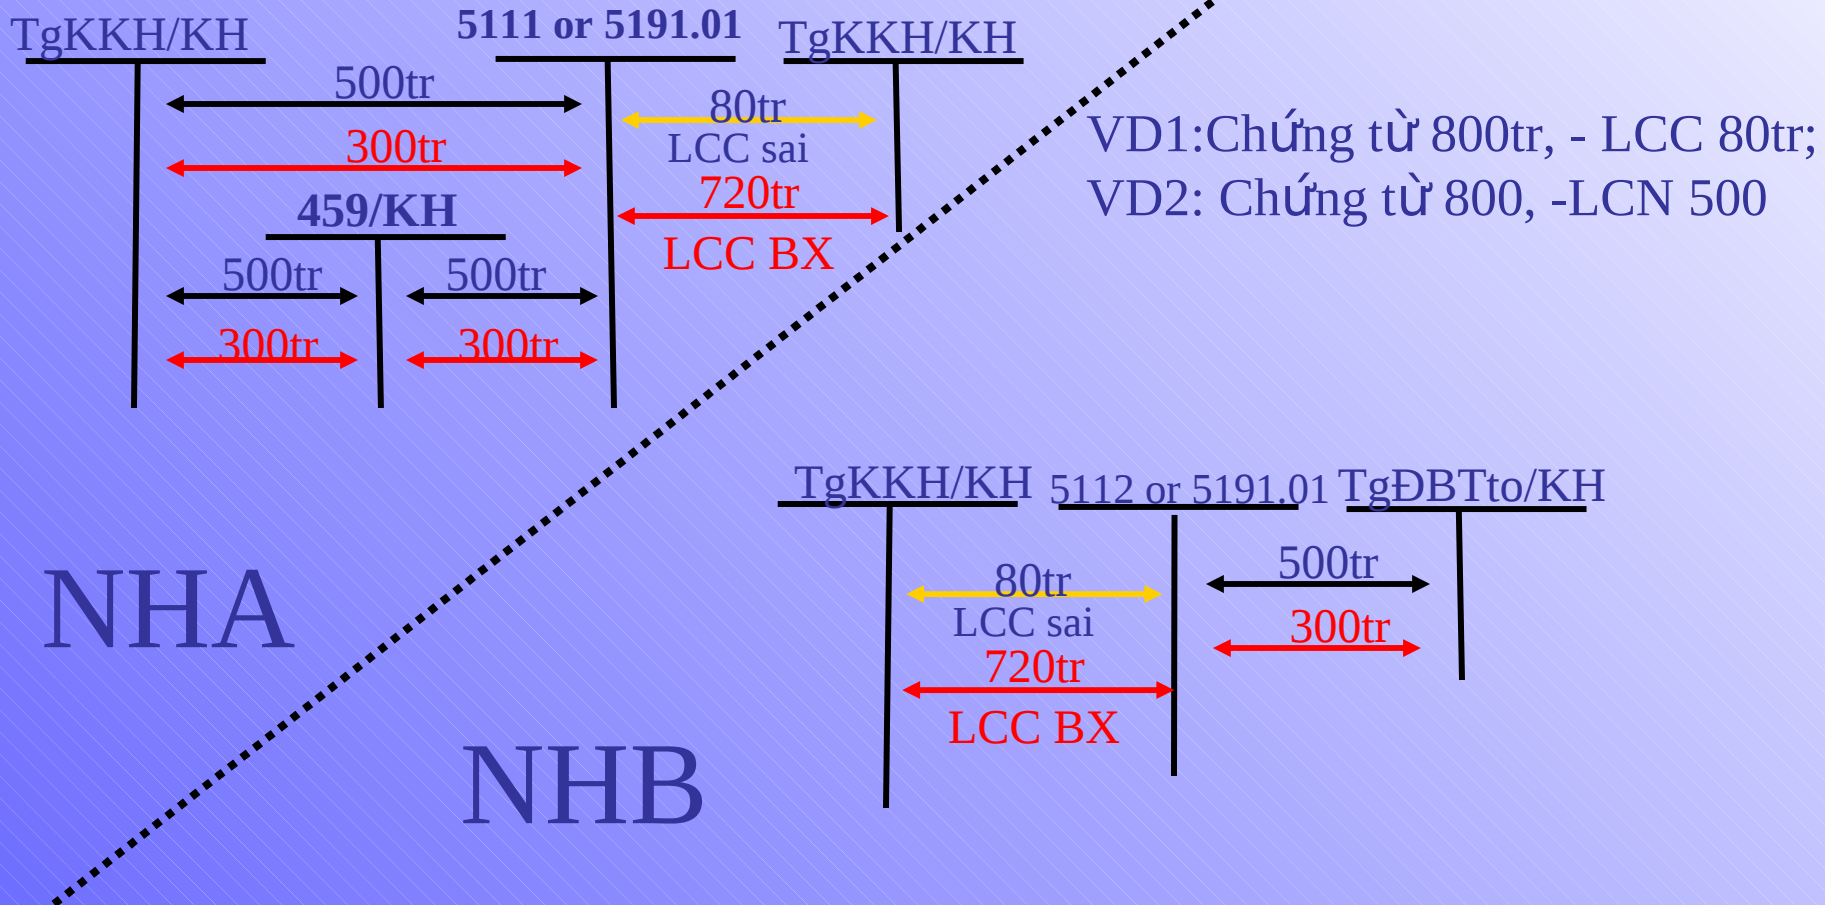 TgKKH/KH
5111 or 5191.01
TgKKH/KH
500tr
300tr
80tr
LCC sai
720tr
LCC BX
459/KH
500tr
500tr
300tr
300tr
VD1:Chứng từ 800tr, - LCC 80tr;
VD2: Chứng từ 800, -LCN 500
TgKKH/KH
5112 or 5191.01
TgĐBTto/KH
80tr
LCC sai
720tr
LCC BX
500tr
300tr
NHA
NHB